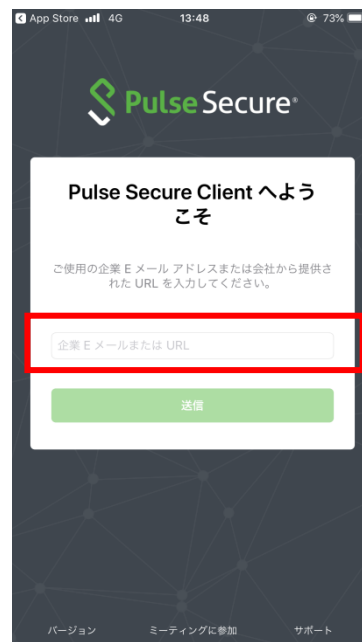 App Store 4G 13:48 73%
Pulse Secure®
Pulse Secure Client へよう
こそ
ご使用の企業 E メール アドレスまたは会社から提供さ
れた URL を入力してください。
企業 E メールまたは URL
送信
バージョン ミーティングに参加 サポート